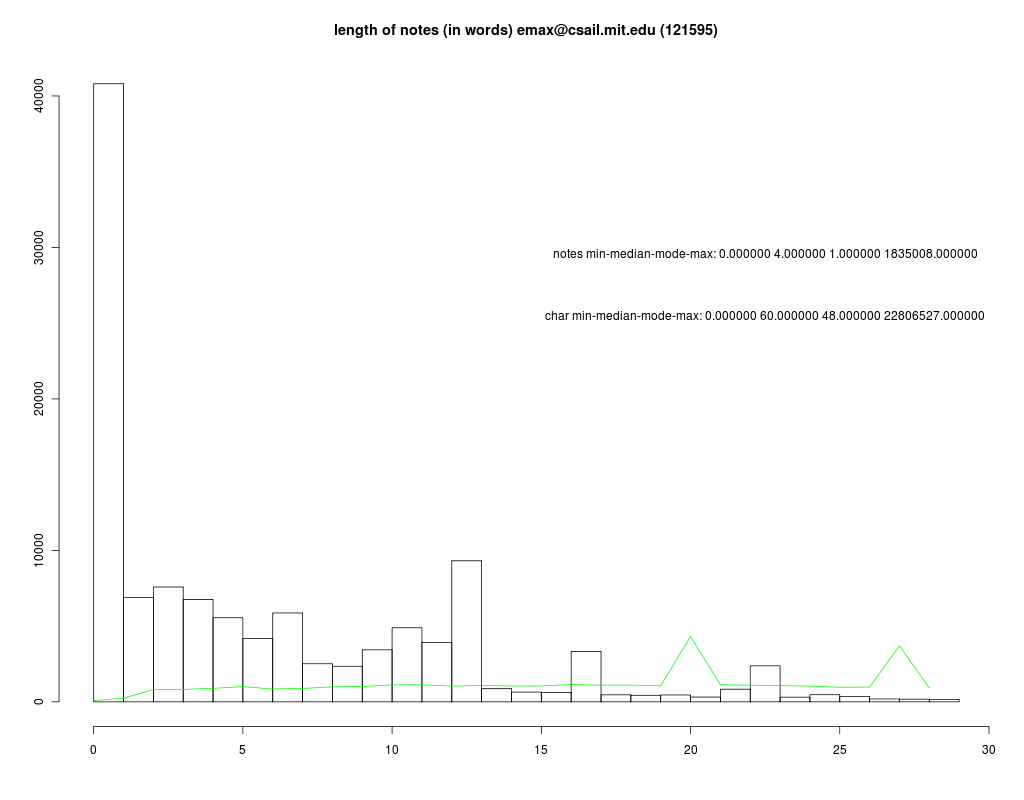 length of notes (in words) emax@csail.mit.edu (121595)
40000
30000
notes min-median-mode-max: 0.000000 4.000000 1.000000 1835008.000000
char min-median-mode-max: 0.000000 60.000000 48.000000 22806527.000000
20000
10000
0
0 5 10 15 20 25 30